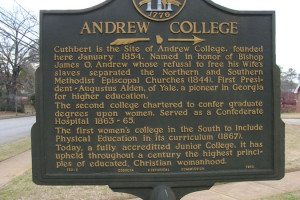 1776
ANDREW COLLEGE
Cuthbert is the Site of Andrew College, founded
here January 1854. Named in honor of Bishop
James O. Andrew whose refusal to free his Wife's
slaves separated the Northern and Southern
Methodist Episcopal Churches (1844). First Presi-
dent-Augustus Alden, of Yale, a pioneer in Georgia
for higher education.
The second college chartered to confer graduate
degrees upon women. Served as a Confederate
Hospital 1863-65.
The first women's college in the South to include
Physical Education in its curriculum (1867).
Today, a fully accreditted Junior College, it has
upheld throughout a century the highest princi-
ples of educated, Christian womanhood.
GEORGIA HISTORICAL COMMISSION